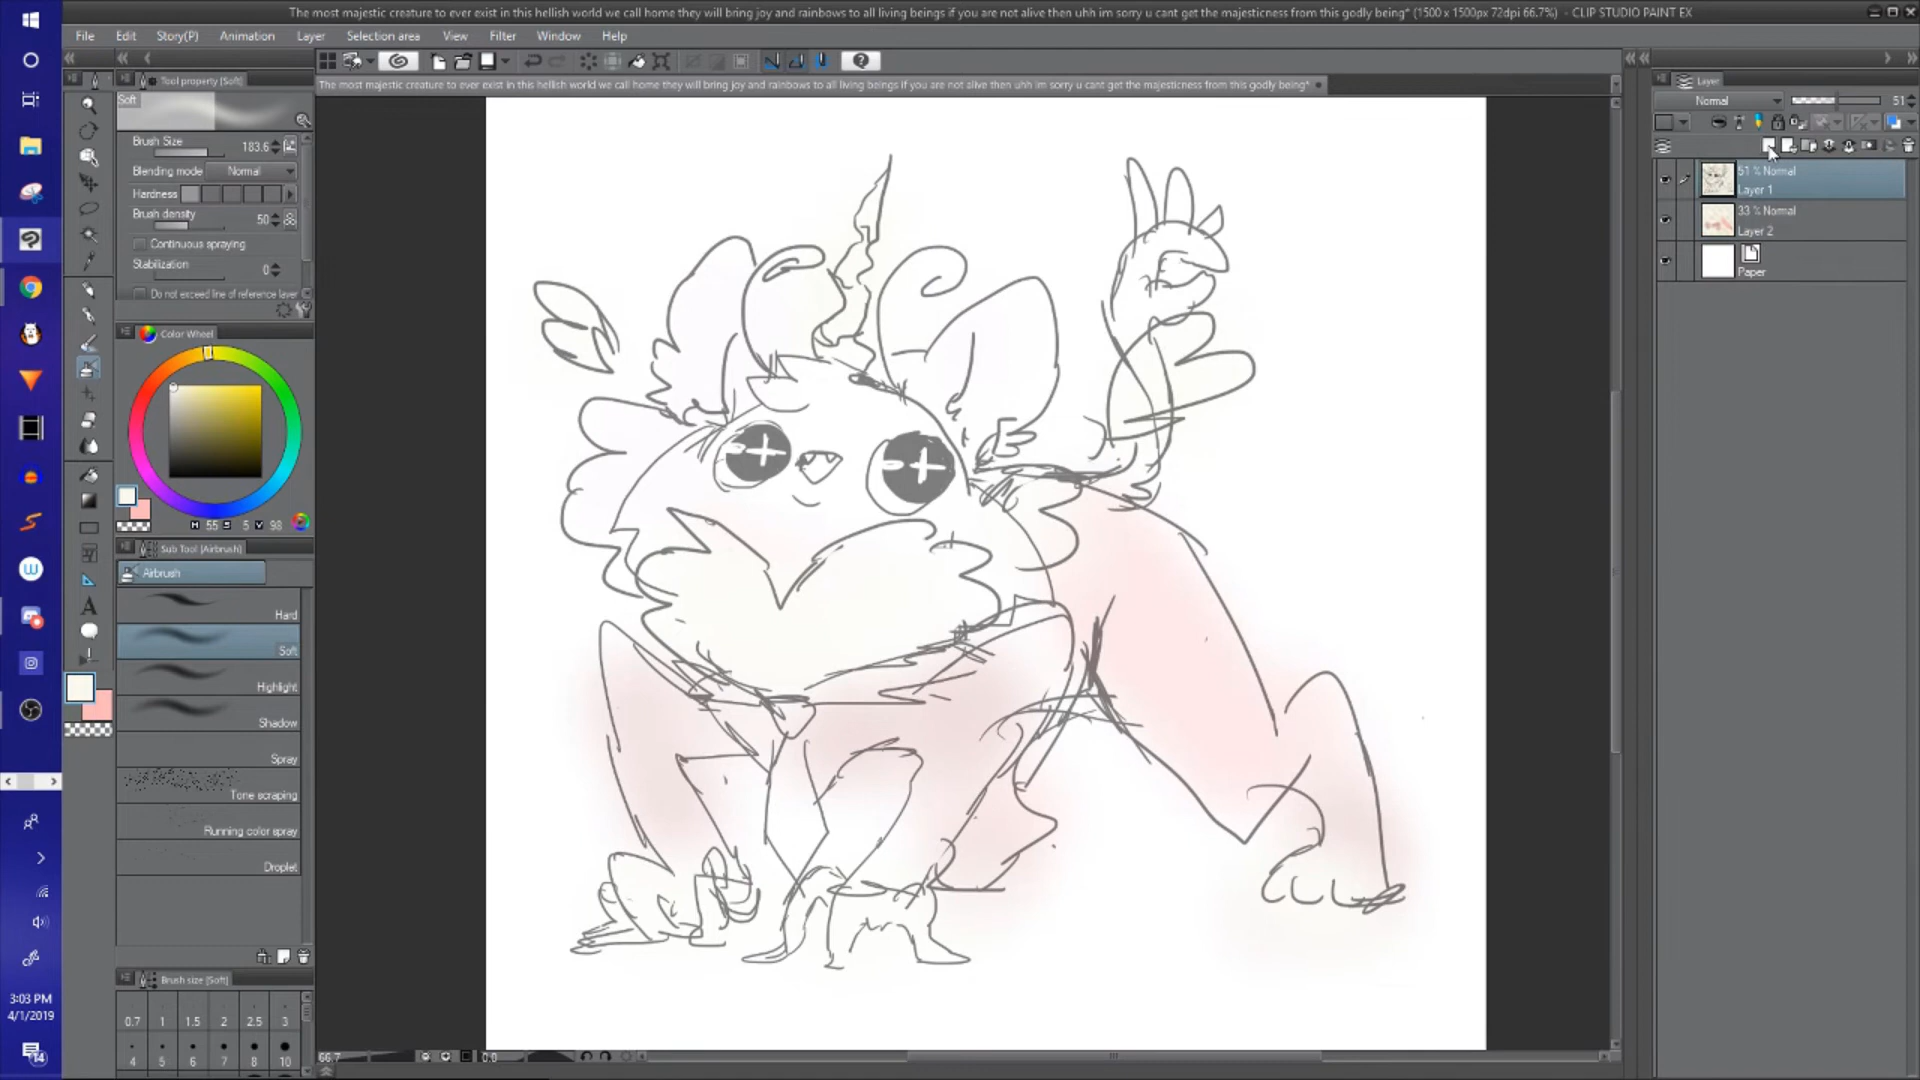 The most majestic creature to ever exist in this hellish world we call home they will bring joy and rainbows to all living beings if you are not alive then uhh im sorry u cant get the majesticness from this godly being* (1500 x 1500px 72dpi 66.7%) - CLIP STUDIO PAINT EX
File Edit Story(P) Animation Layer Selection area View Filter Window Help
The most majestic creature to ever exist in this hellish world we call home they will bring joy and rainbows to all living beings if you are not alive then uhh im sorry u cant get the majesticness from this godly being*
Tool property [Soft]
Soft
Brush Size 183.6
Blending mode Normal
Hardness
Brush density 50
Continuous spraying
Stabilization 0
Do not exceed line of reference layer
Color Wheel
H 55 S 5 V 98
Sub Tool [Airbrush]
Airbrush
Hard
Soft
Highlight
Shadow
Spray
Tone scraping
Running color spray
Droplet
Brush size [Soft]
0.7 1 1.5 2 2.5 3
4 5 6 7 8 10
66.7
0.0
Layer
Normal 51
51 % Normal
Layer 1
33 % Normal
Layer 2
Paper
3:03 PM
4/1/2019
14